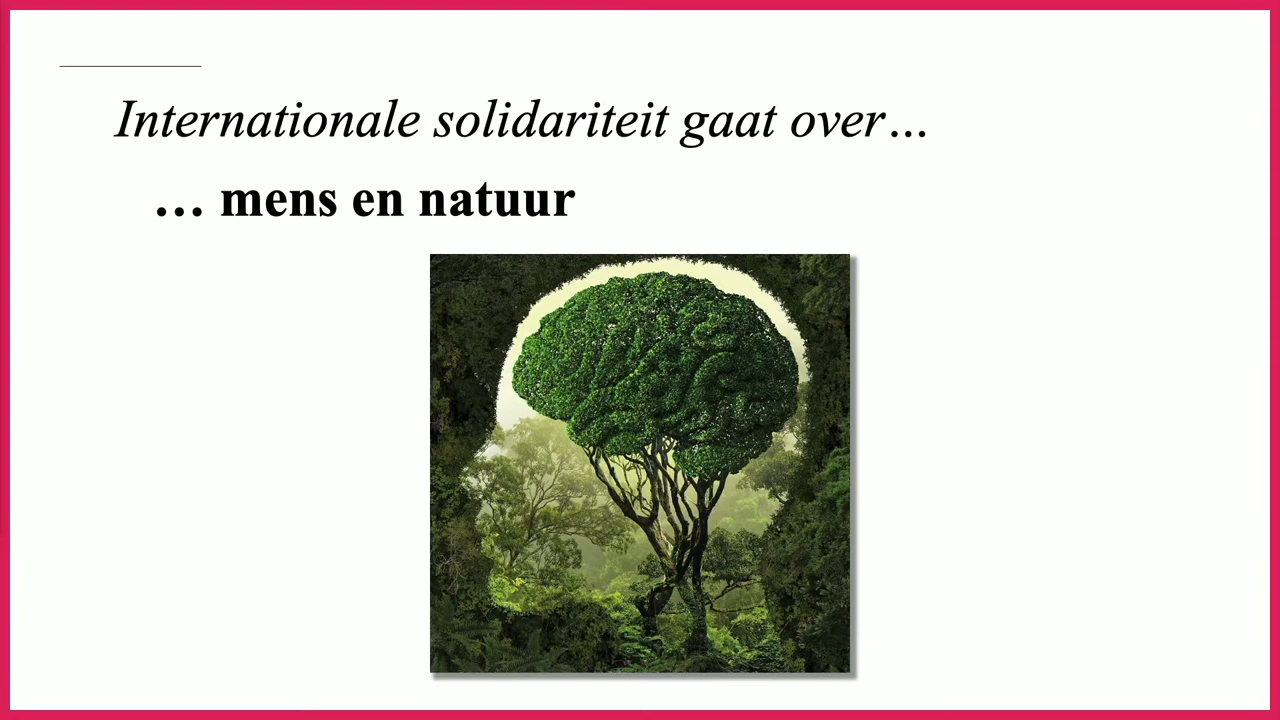 Internationale solidariteit gaat over…
… mens en natuur